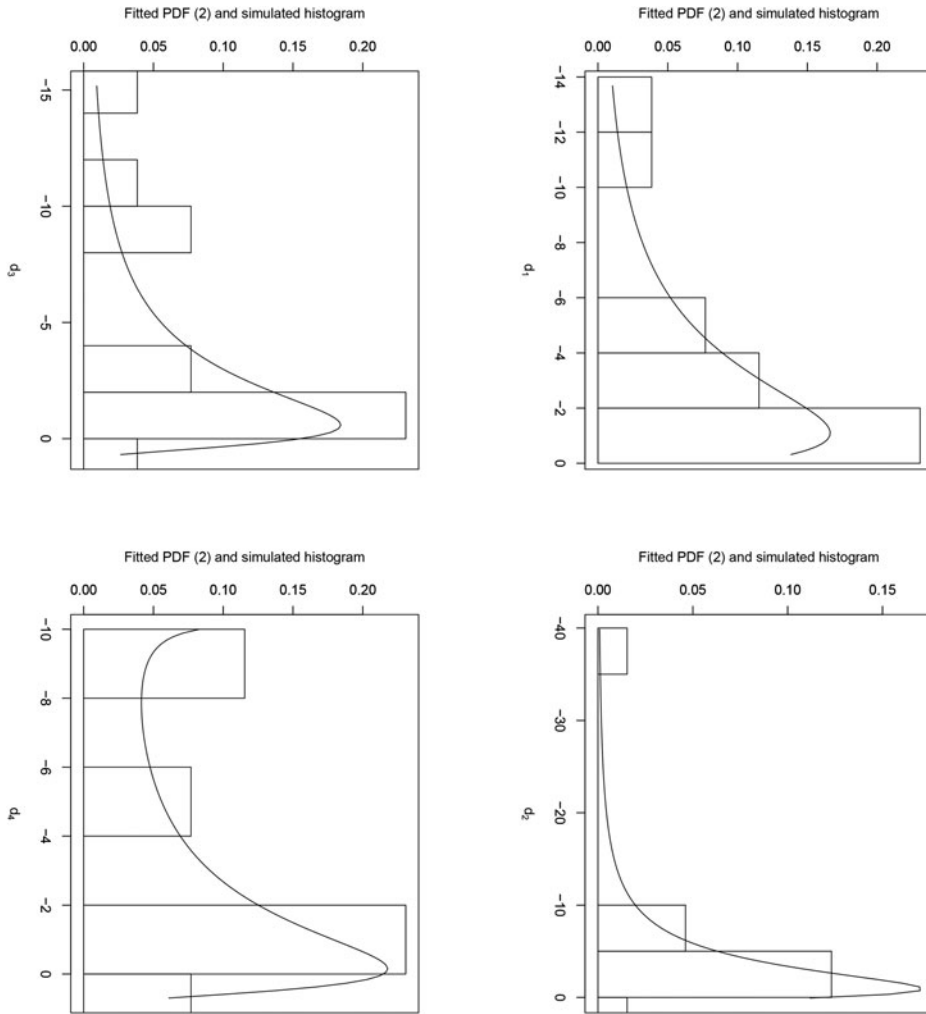 Fitted PDF (2) and simulated histogram
0.00 0.05 0.10 0.15 0.20
−15 −10 −5 0
d3
Fitted PDF (2) and simulated histogram
0.00 0.05 0.10 0.15 0.20
−14 −12 −10 −8 −6 −4 −2 0
d1
Fitted PDF (2) and simulated histogram
0.00 0.05 0.10 0.15 0.20
−10 −8 −6 −4 −2 0
d4
Fitted PDF (2) and simulated histogram
0.00 0.05 0.10 0.15
−40 −30 −20 −10 0
d2